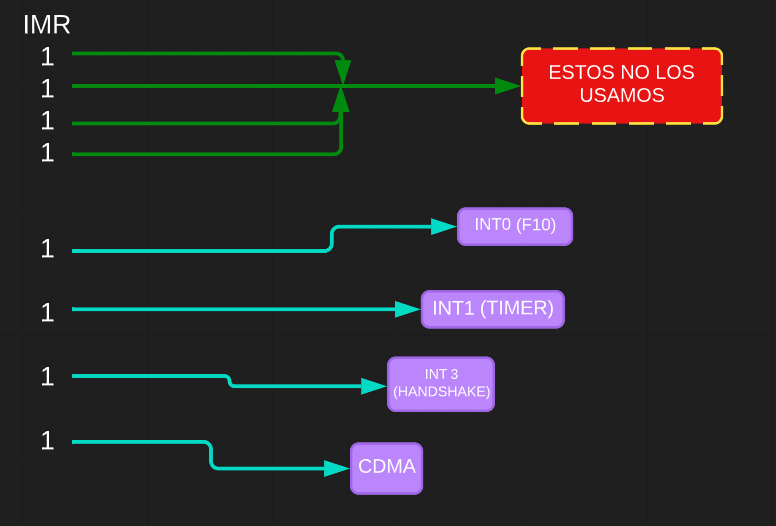 IMR
1
1
1
1
ESTOS NO LOS
USAMOS
1
INT0 (F10)
1
INT1 (TIMER)
1
INT 3
(HANDSHAKE)
1
CDMA